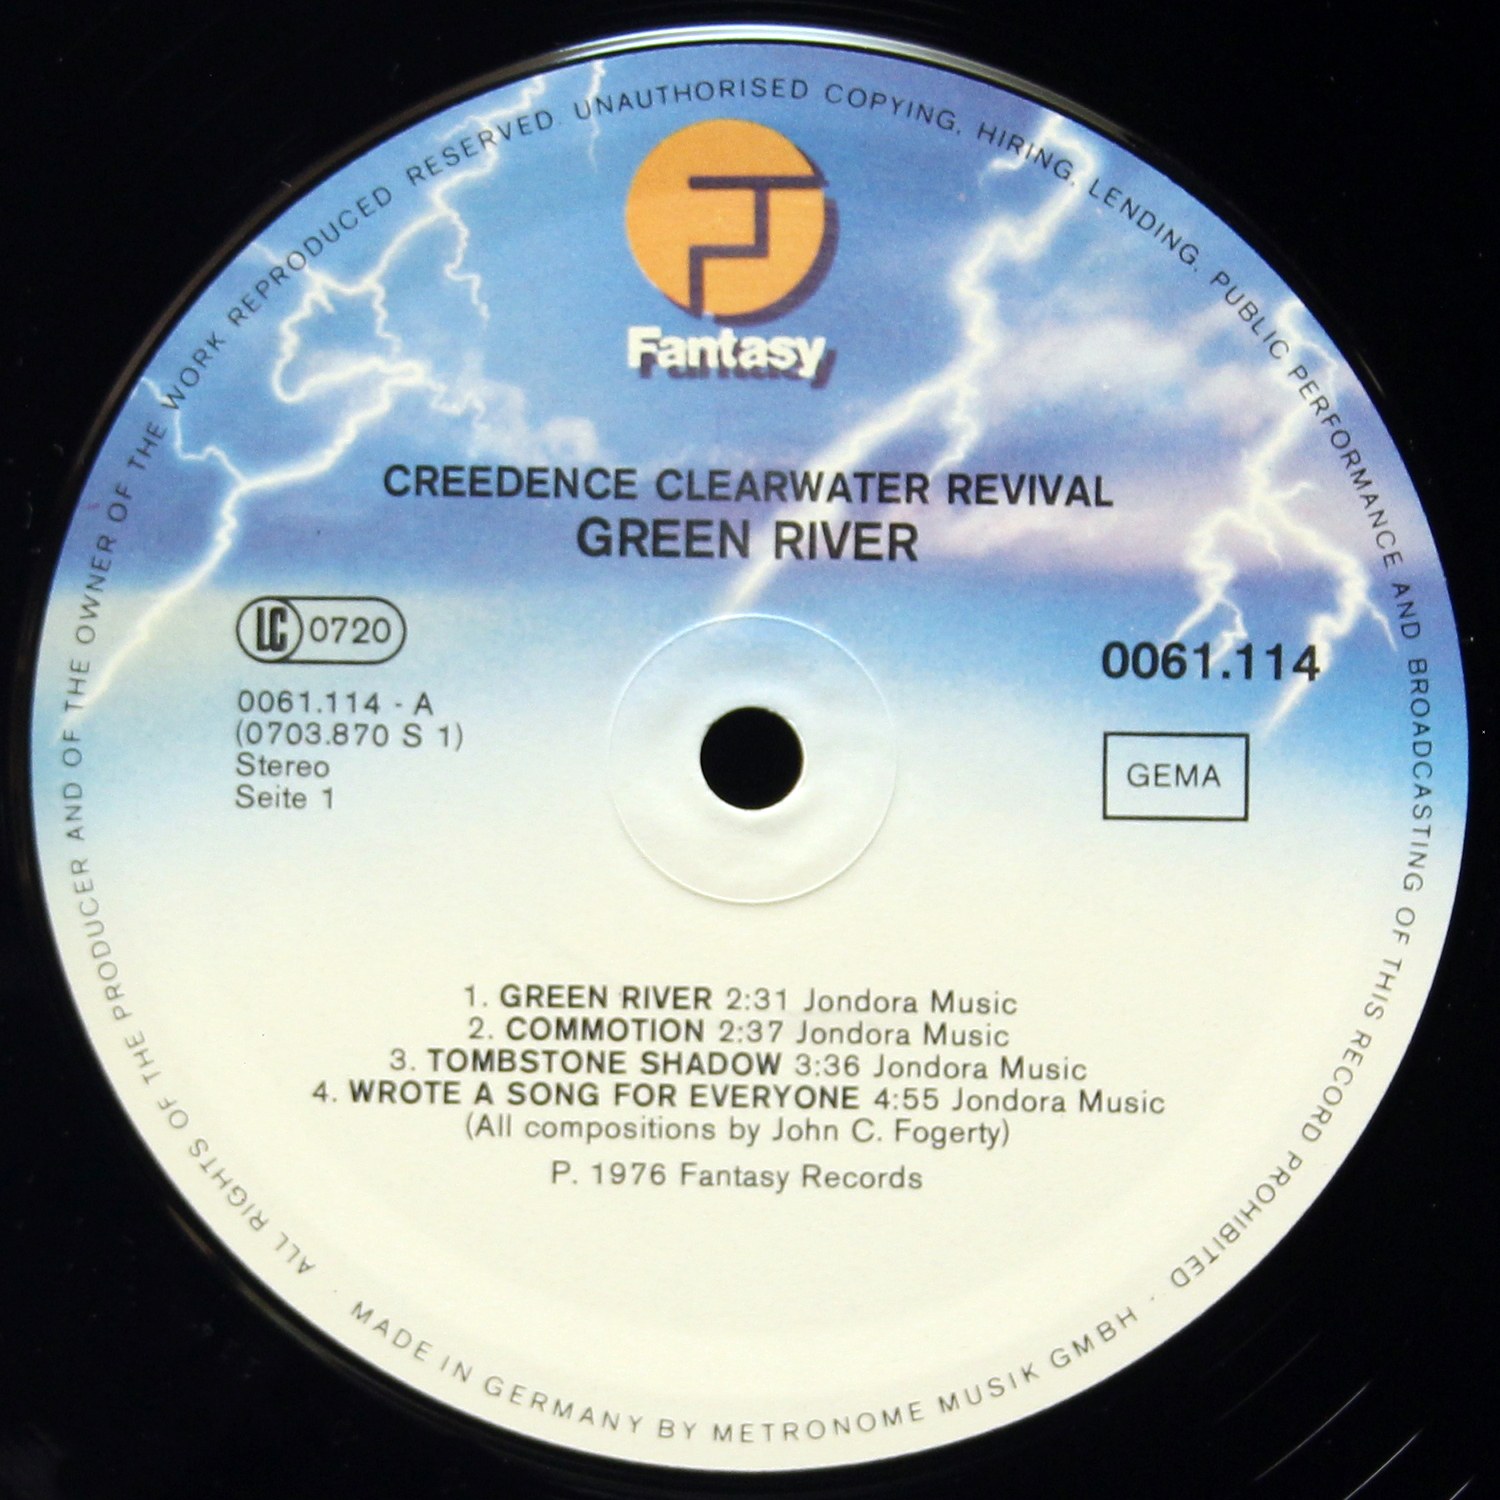 ALL RIGHTS OF THE PRODUCER AND OF THE OWNER OF THE WORK REPRODUCED RESERVED. UNAUTHORISED COPYING, HIRING, LENDING, PUBLIC PERFORMANCE AND BROADCASTING OF THIS RECORD PROHIBITED
Fantasy
CREEDENCE CLEARWATER REVIVAL
GREEN RIVER
LC 0720
0061.114
0061.114 - A
(0703.870 S 1)
Stereo
Seite 1
GEMA
1. GREEN RIVER 2:31 Jondora Music
2. COMMOTION 2:37 Jondora Music
3. TOMBSTONE SHADOW 3:36 Jondora Music
4. WROTE A SONG FOR EVERYONE 4:55 Jondora Music
(All compositions by John C. Fogerty)
P. 1976 Fantasy Records
· MADE IN GERMANY BY METRONOME MUSIK GMBH ·